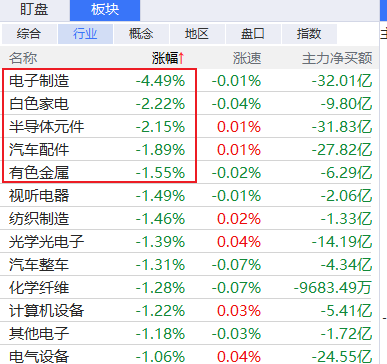 盯盘 板块
综合 行业 概念 地区 盘口 指数
名称 涨幅↑ 涨速 主力净买额
电子制造 -4.49% -0.01% -32.01亿
白色家电 -2.22% -0.04% -9.80亿
半导体元件 -2.15% 0.01% -31.83亿
汽车配件 -1.89% 0.01% -27.82亿
有色金属 -1.55% -0.02% -6.29亿
视听电器 -1.49% -0.01% -2.06亿
纺织制造 -1.46% 0.02% -1.33亿
光学光电子 -1.39% 0.04% -14.19亿
汽车整车 -1.31% -0.07% -4.34亿
化学纤维 -1.28% -0.07% -9683.49万
计算机设备 -1.22% 0.03% -5.41亿
其他电子 -1.18% -0.03% -1.72亿
电气设备 -1.06% 0.04% -24.55亿